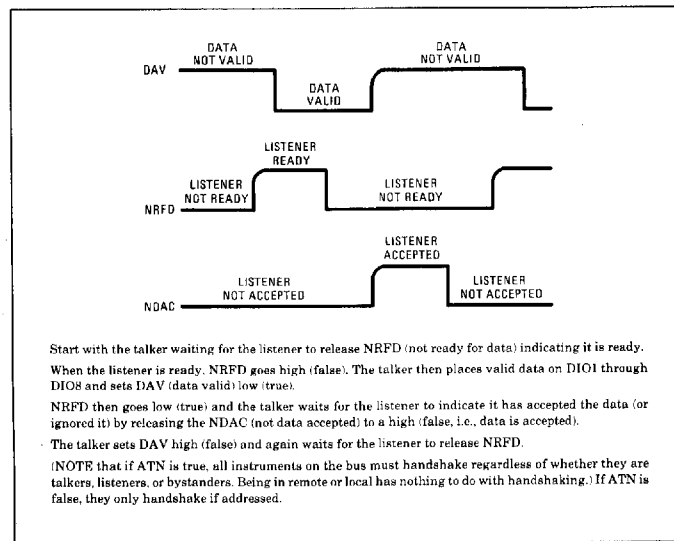 DATA
NOT VALID
DATA
NOT VALID
DAV
DATA
VALID
LISTENER
READY
LISTENER
NOT READY
LISTENER
NOT READY
NRFD
LISTENER
ACCEPTED
LISTENER
NOT ACCEPTED
LISTENER
NOT ACCEPTED
NDAC
Start with the talker waiting for the listener to release NRFD (not ready for data) indicating it is ready.
When the listener is ready, NRFD goes high (false). The talker then places valid data on DIO1 through
DIO8 and sets DAV (data valid) low (true).
NRFD then goes low (true) and the talker waits for the listener to indicate it has accepted the data (or
ignored it) by releasing the NDAC (not data accepted) to a high (false, i.e., data is accepted).
The talker sets DAV high (false) and again waits for the listener to release NRFD.
(NOTE that if ATN is true, all instruments on the bus must handshake regardless of whether they are
talkers, listeners, or bystanders. Being in remote or local has nothing to do with handshaking.) If ATN is
false, they only handshake if addressed.